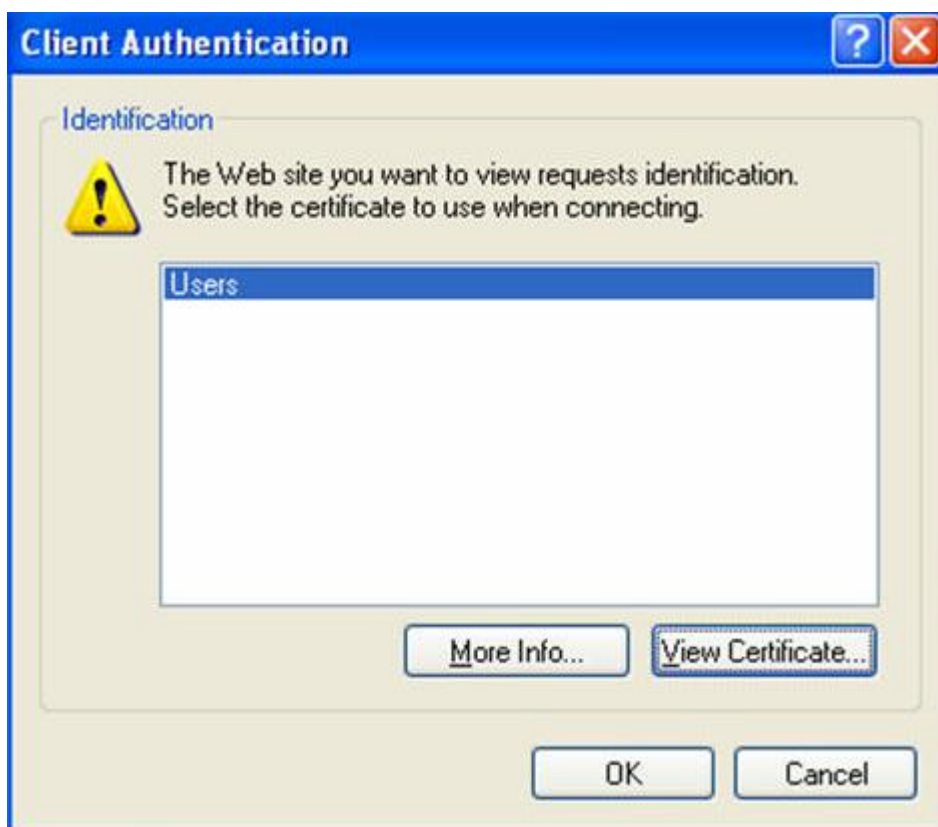 Client Authentication
?
Identification
The Web site you want to view requests identification.
Select the certificate to use when connecting.
Users
More Info... View Certificate...
OK Cancel